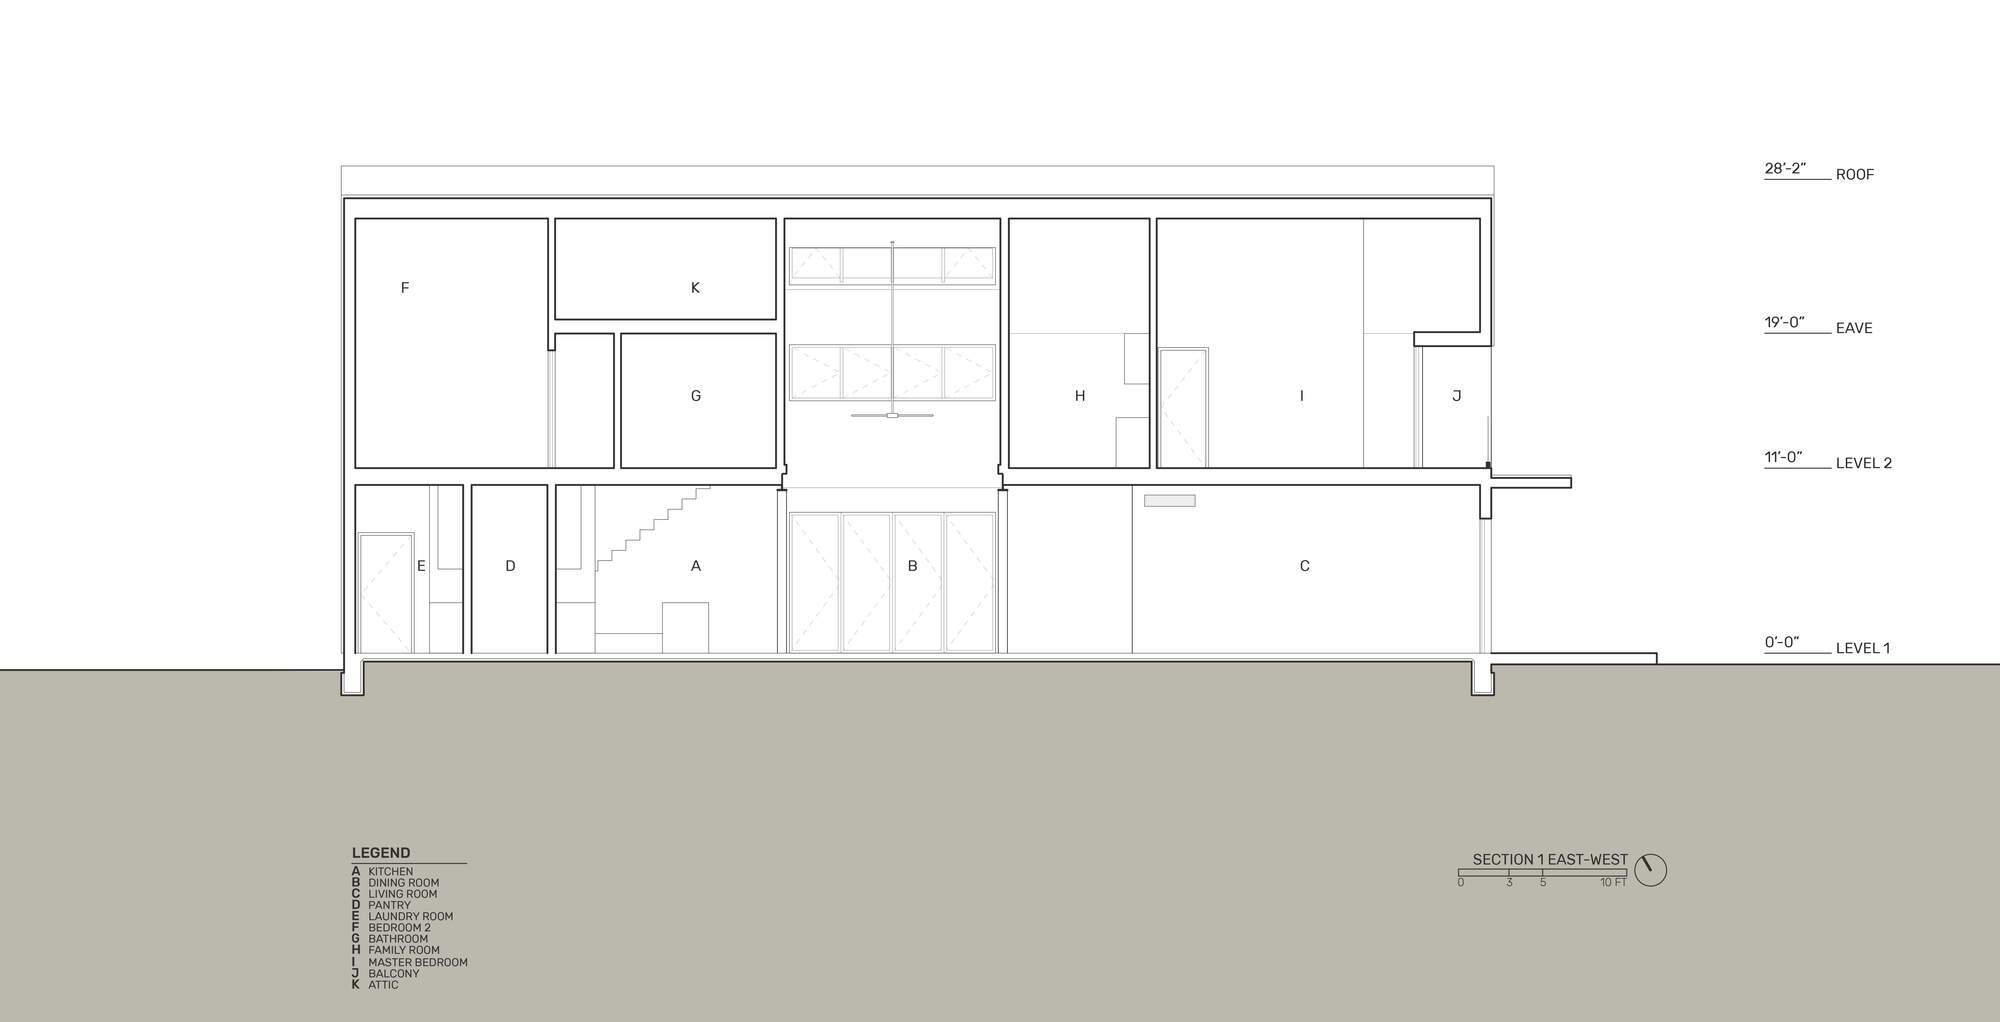 28'-2" ROOF
F
K
19'-0" EAVE
G
H
I
J
11'-0" LEVEL 2
E
D
A
B
C
0'-0" LEVEL 1
LEGEND
A KITCHEN
B DINING ROOM
C LIVING ROOM
D PANTRY
E LAUNDRY ROOM
F BEDROOM 2
G BATHROOM
H FAMILY ROOM
I MASTER BEDROOM
J BALCONY
K ATTIC
SECTION 1 EAST-WEST
0 3 5 10 FT